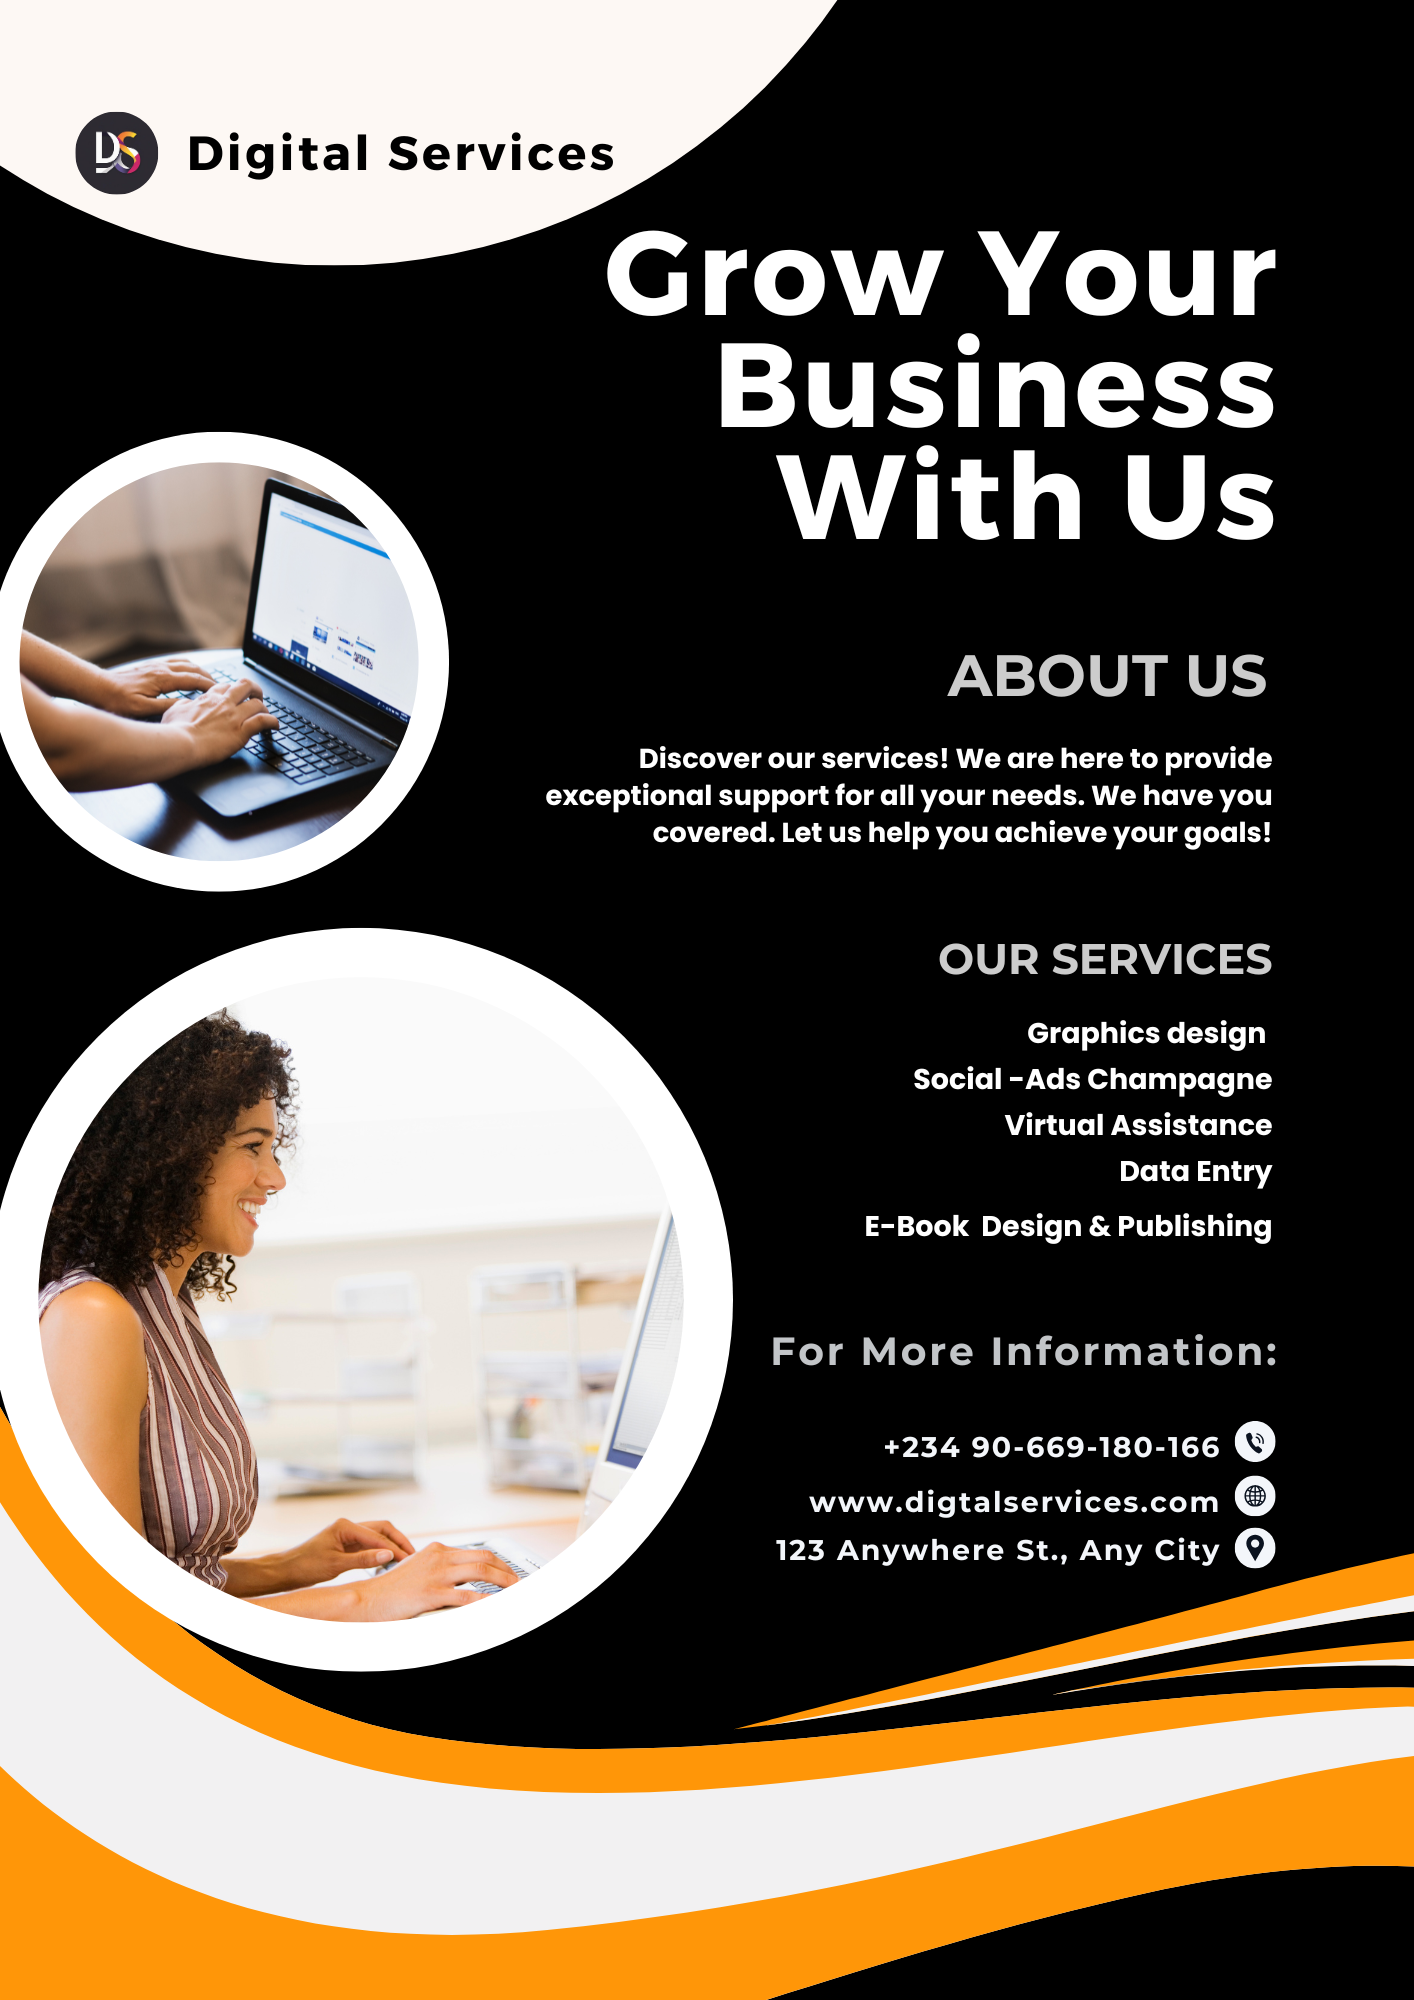 DS
Digital Services
Grow Your
Business
With Us
ABOUT US
Discover our services! We are here to provide
exceptional support for all your needs. We have you
covered. Let us help you achieve your goals!
OUR SERVICES
Graphics design
Social -Ads Champagne
Virtual Assistance
Data Entry
E-Book Design & Publishing
For More Information:
+234 90-669-180-166
www.digtalservices.com
123 Anywhere St., Any City